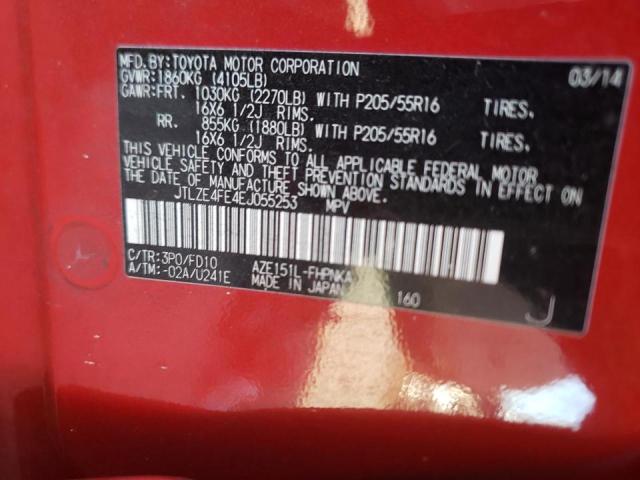 MFD.BY:TOYOTA MOTOR CORPORATION 03/14
GVWR:1860KG (4105LB)
GAWR:FRT. 1030KG (2270LB) WITH P205/55R16 TIRES.
16X6 1/2J RIMS.
RR. 855KG (1880LB) WITH P205/55R16 TIRES.
16X6 1/2J RIMS.
THIS VEHICLE CONFORMS TO ALL APPLICABLE FEDERAL MOTOR
VEHICLE SAFETY AND THEFT PREVENTION STANDARDS IN EFFECT ON
THE DATE OF MANUFACTURE SHOWN ABOVE.
JTLZE4FE4EJ055253 MPV
C/TR:3P0/FD10 AZE151L-FHPNKA
A/TM:-02A/U241E MADE IN JAPAN
160 J